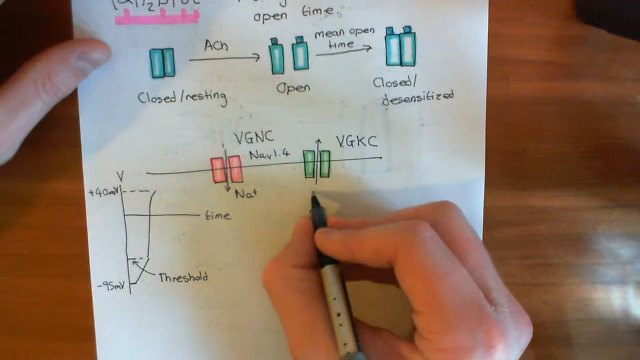 open time.
ACh
mean open
time
Closed/resting
Open
Closed/
desensitized
VGNC
Nav1.4
VGKC
V
+40mV
Na+
time
Threshold
-95mV